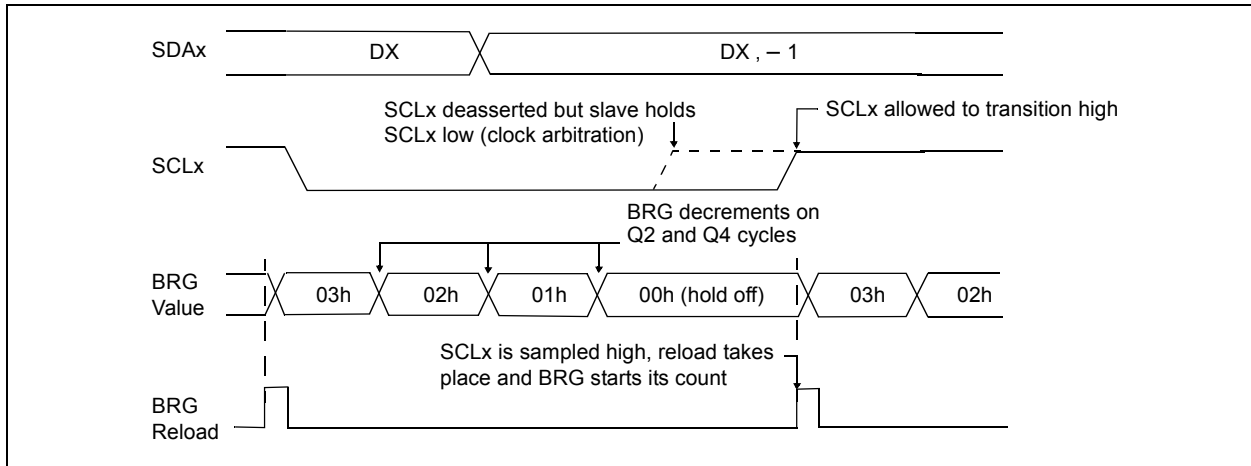 SDAx
DX
DX , – 1
SCLx deasserted but slave holds
SCLx low (clock arbitration)
SCLx allowed to transition high
SCLx
BRG decrements on
Q2 and Q4 cycles
BRG
Value
03h
02h
01h
00h (hold off)
03h
02h
SCLx is sampled high, reload takes
place and BRG starts its count
BRG
Reload